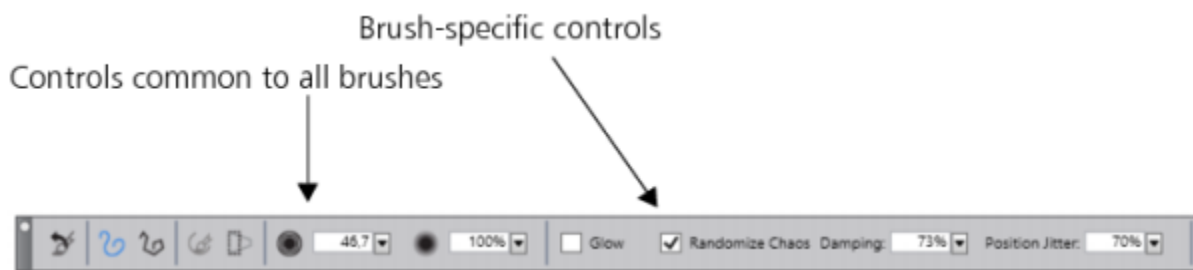 Brush-specific controls
Controls common to all brushes
46,7 100% Glow Randomize Chaos Damping: 73% Position Jitter: 70%